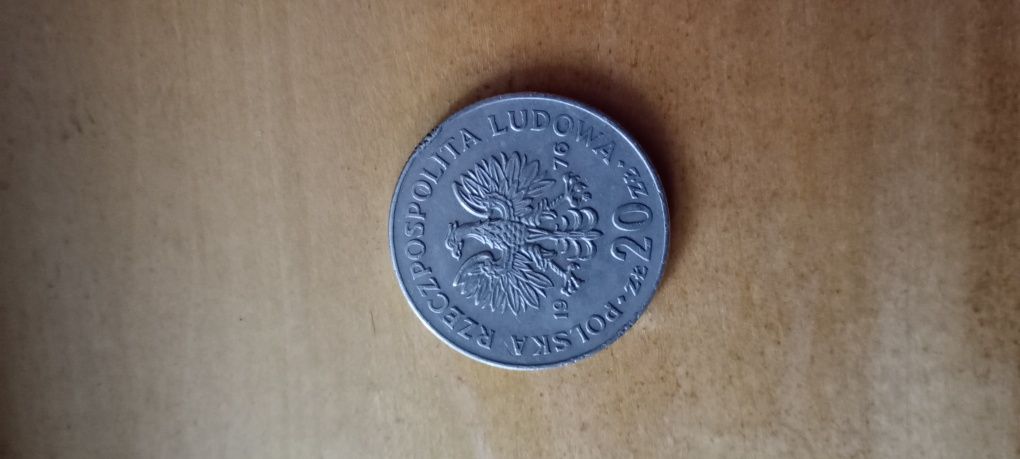 POLSKA RZECZPOSPOLITA LUDOWA
19 76
ZŁ 20 ZŁ